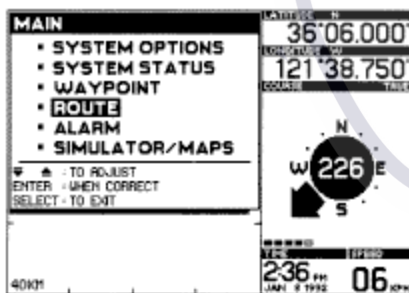 MAIN
▪ SYSTEM OPTIONS
▪ SYSTEM STATUS
▪ WAYPOINT
▪ ROUTE
▪ ALARM
▪ SIMULATOR/MAPS
: TO ADJUST
ENTER : WHEN CORRECT
SELECT : TO EXIT
40KM
LATITUDE N
36°06.000'
LONGITUDE W
121°38.750'
COURSE TRUE
N
W 226 E
S
TIME SPEED
2:36 PM 06 KPH
JAN 8 1992